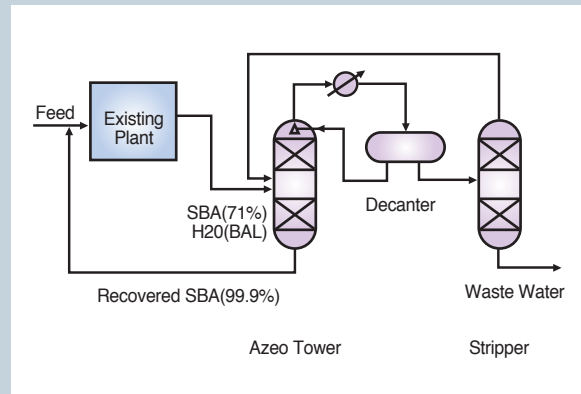 Feed
Existing
Plant
SBA(71%)
H20(BAL)
Decanter
Recovered SBA(99.9%)
Waste Water
Azeo Tower
Stripper